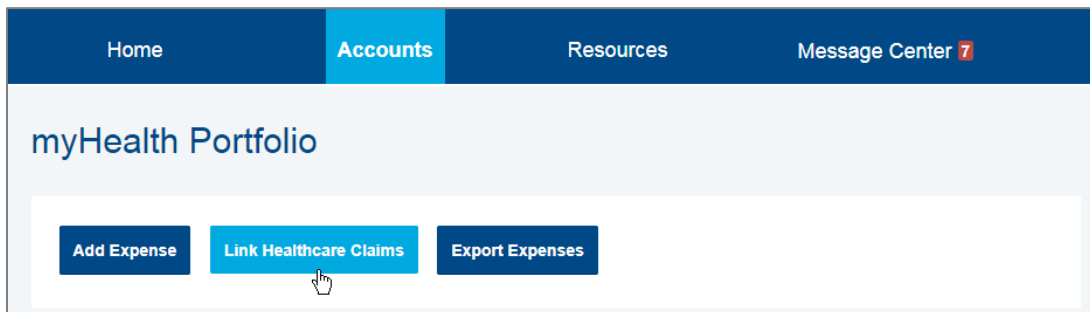 Home Accounts Resources Message Center 7
myHealth Portfolio
Add Expense Link Healthcare Claims Export Expenses